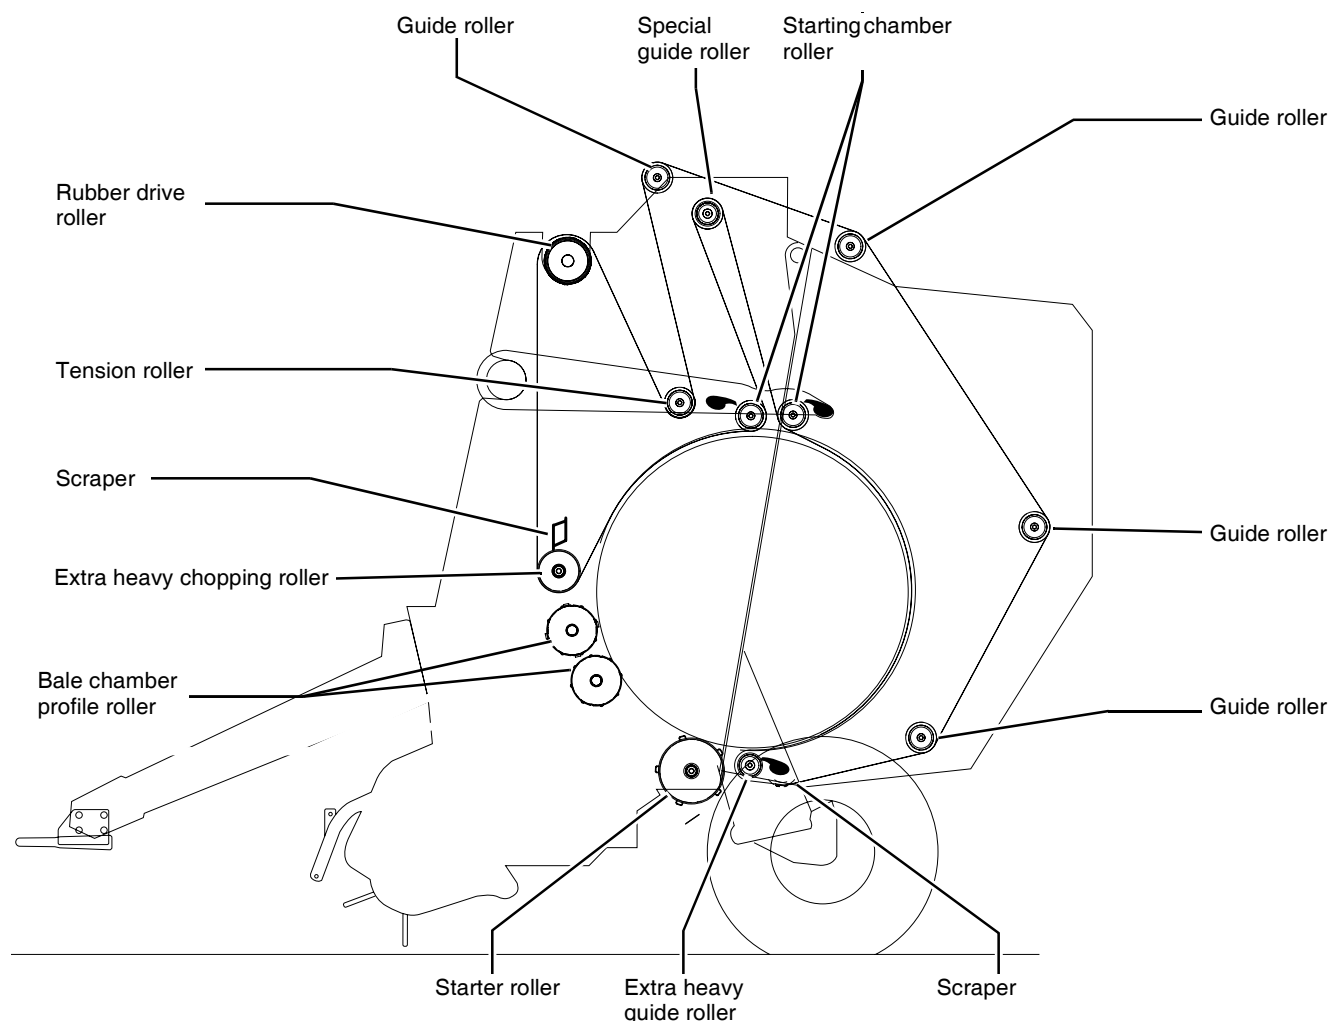 Guide roller
Special
guide roller
Starting chamber
roller
Guide roller
Rubber drive
roller
Tension roller
Scraper
Guide roller
Extra heavy chopping roller
Bale chamber
profile roller
Guide roller
Starter roller
Extra heavy
guide roller
Scraper